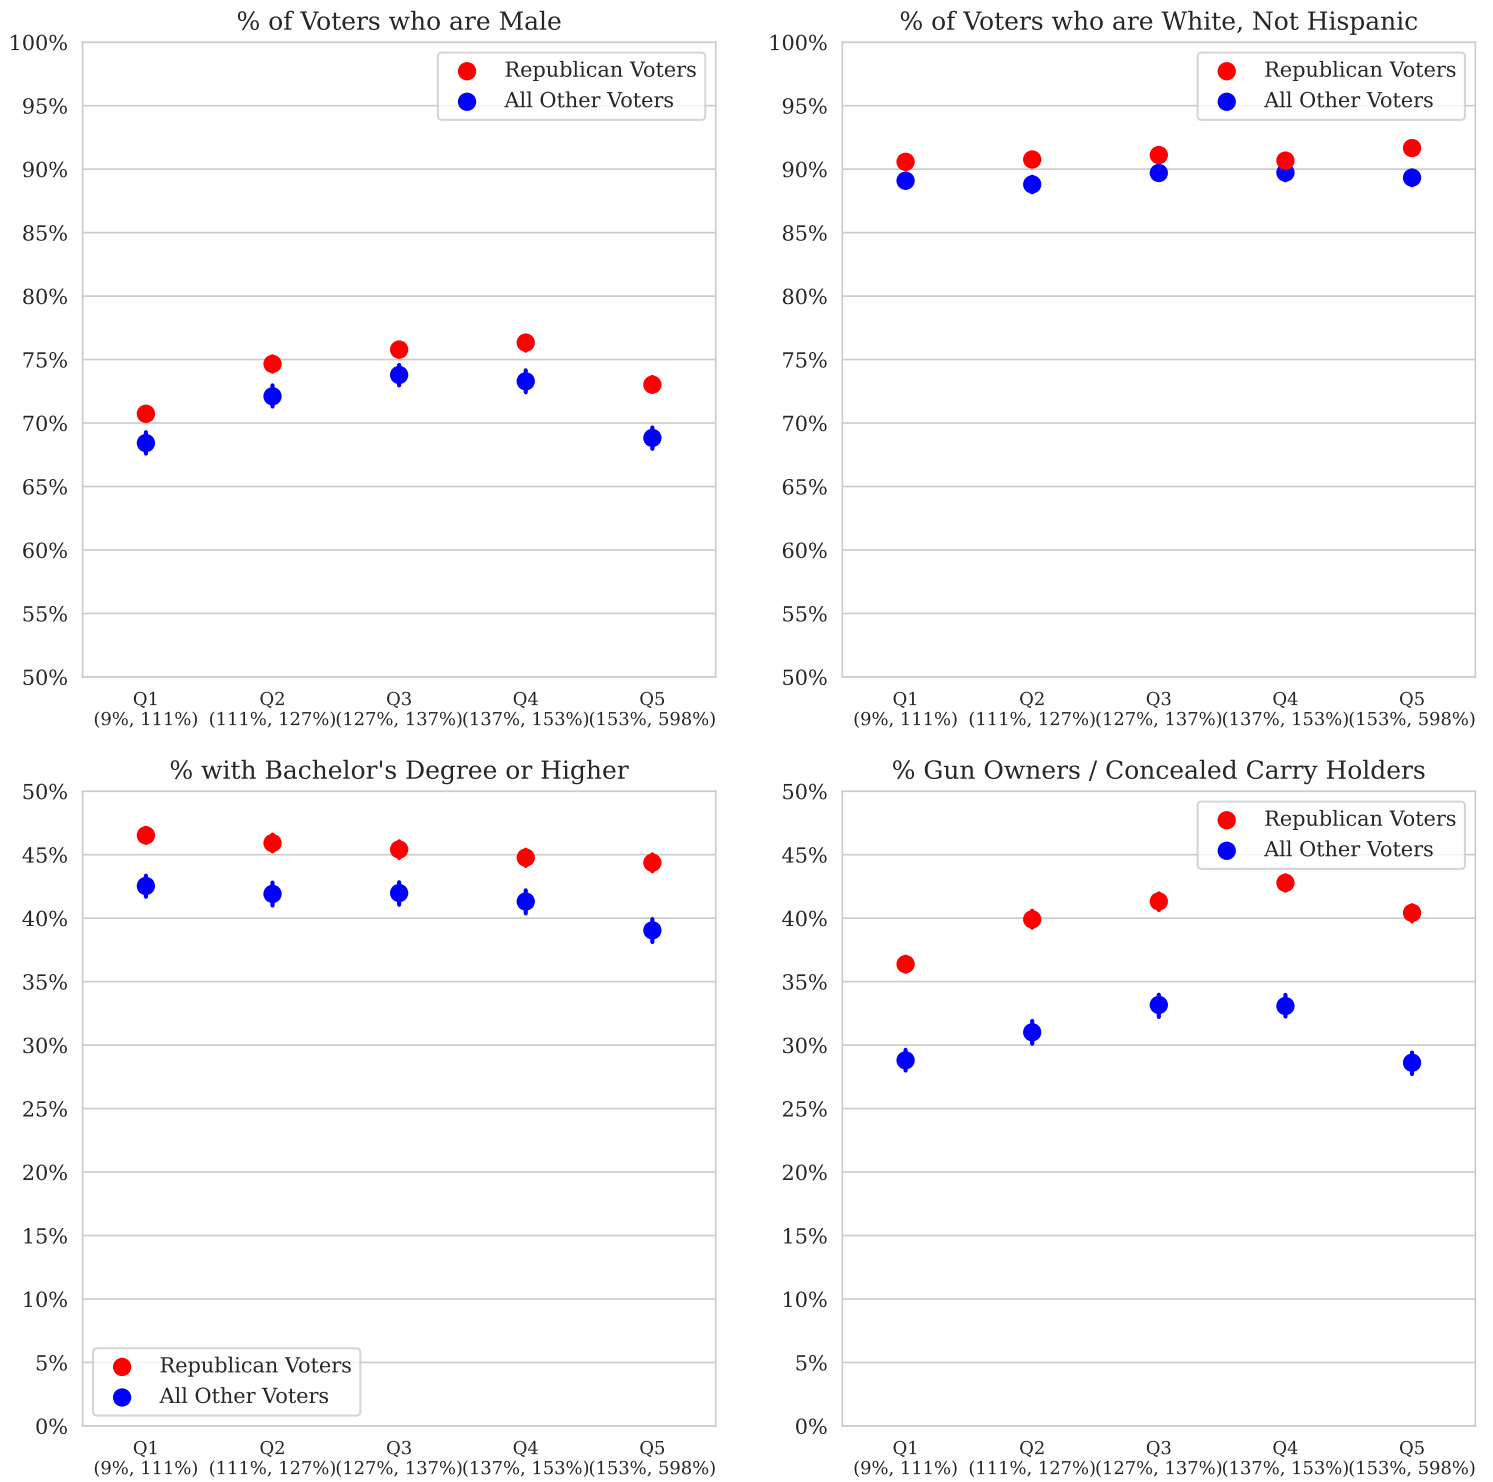 % of Voters who are Male
100%
95%
90%
85%
80%
75%
70%
65%
60%
55%
50%
Republican Voters
All Other Voters
Q1 Q2 Q3 Q4 Q5
(9%, 111%) (111%, 127%) (127%, 137%) (137%, 153%) (153%, 598%)
% of Voters who are White, Not Hispanic
100%
95%
90%
85%
80%
75%
70%
65%
60%
55%
50%
Republican Voters
All Other Voters
Q1 Q2 Q3 Q4 Q5
(9%, 111%) (111%, 127%) (127%, 137%) (137%, 153%) (153%, 598%)
% with Bachelor's Degree or Higher
50%
45%
40%
35%
30%
25%
20%
15%
10%
5%
0%
Republican Voters
All Other Voters
Q1 Q2 Q3 Q4 Q5
(9%, 111%) (111%, 127%) (127%, 137%) (137%, 153%) (153%, 598%)
% Gun Owners / Concealed Carry Holders
50%
45%
40%
35%
30%
25%
20%
15%
10%
5%
0%
Republican Voters
All Other Voters
Q1 Q2 Q3 Q4 Q5
(9%, 111%) (111%, 127%) (127%, 137%) (137%, 153%) (153%, 598%)